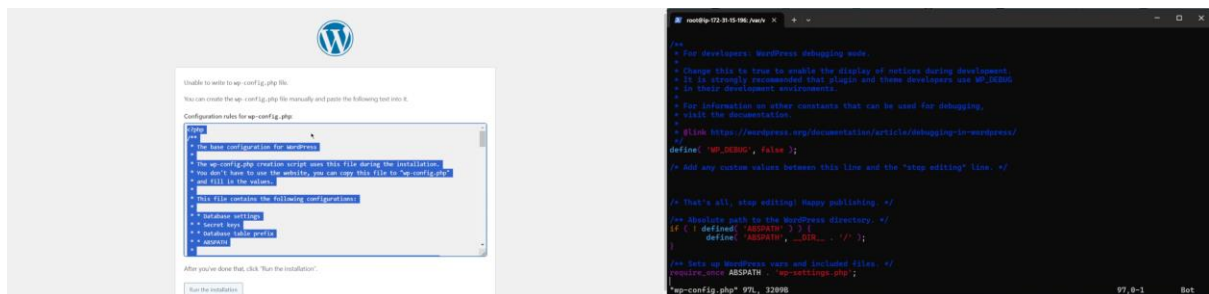 Unable to write to wp-config.php file.
You can create the wp-config.php file manually and paste the following text into it.
Configuration rules for wp-config.php:
<?php
/**
 * The base configuration for WordPress
 *
 * The wp-config.php creation script uses this file during the installation.
 * You don't have to use the website, you can copy this file to "wp-config.php"
 * and fill in the values.
 *
 * This file contains the following configurations:
 *
 * * Database settings
 * * Secret keys
 * * Database table prefix
 * * ABSPATH
 *
After you've done that, click "Run the installation".
Run the installation
root@ip-172-31-15-196: /var/v
/**
 * For developers: WordPress debugging mode.
 *
 * Change this to true to enable the display of notices during development.
 * It is strongly recommended that plugin and theme developers use WP_DEBUG
 * in their development environments.
 *
 * For information on other constants that can be used for debugging,
 * visit the documentation.
 *
 * @link https://wordpress.org/documentation/article/debugging-in-wordpress/
 */
define( 'WP_DEBUG', false );
/* Add any custom values between this line and the "stop editing" line. */
/* That's all, stop editing! Happy publishing. */
/** Absolute path to the WordPress directory. */
if ( ! defined( 'ABSPATH' ) ) {
define( 'ABSPATH', __DIR__ . '/' );
}
/** Sets up WordPress vars and included files. */
require_once ABSPATH . 'wp-settings.php';
"wp-config.php" 97L, 3209B 97,0-1 Bot